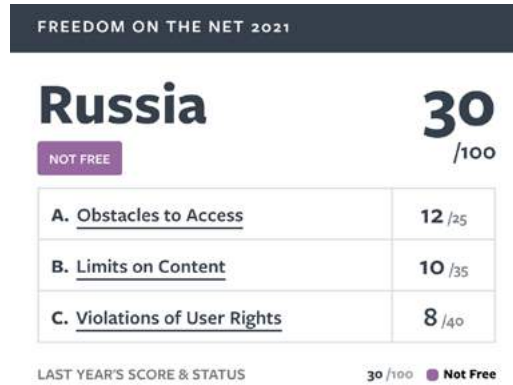 FREEDOM ON THE NET 2021
Russia 30
NOT FREE /100
A. Obstacles to Access 12 /25
B. Limits on Content 10 /35
C. Violations of User Rights 8 /40
LAST YEAR'S SCORE & STATUS 30 /100 Not Free